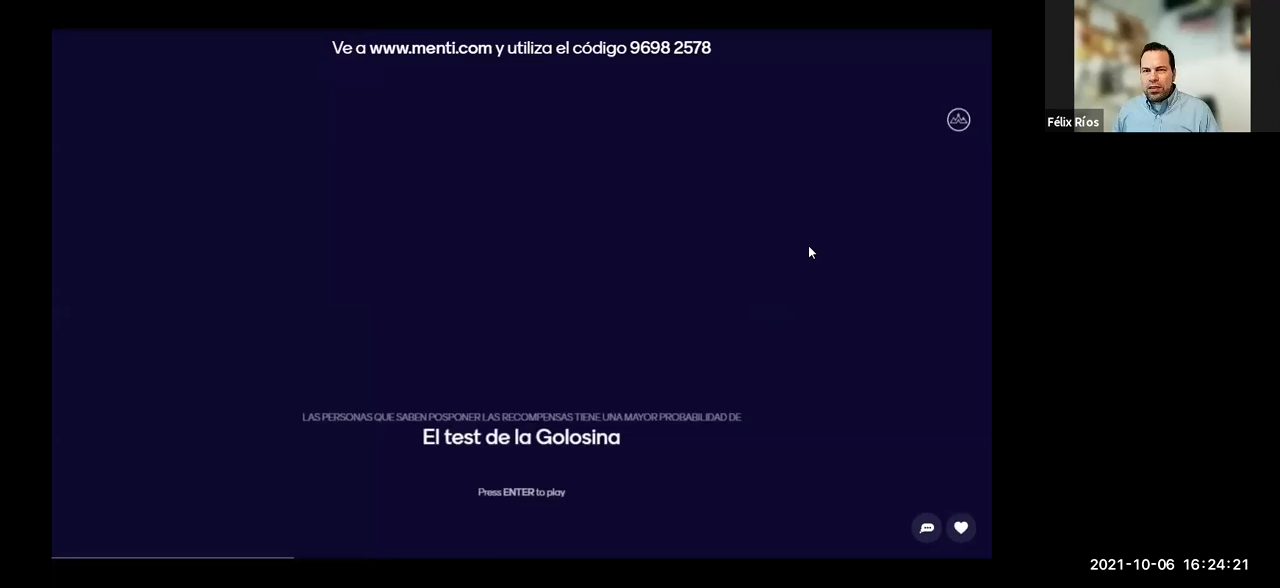 Ve a www.menti.com y utiliza el código 9698 2578
Félix Ríos
LAS PERSONAS QUE SABEN POSPONER LAS RECOMPENSAS TIENE UNA MAYOR PROBABILIDAD DE
El test de la Golosina
Press ENTER to play
2021-10-06 16:24:21